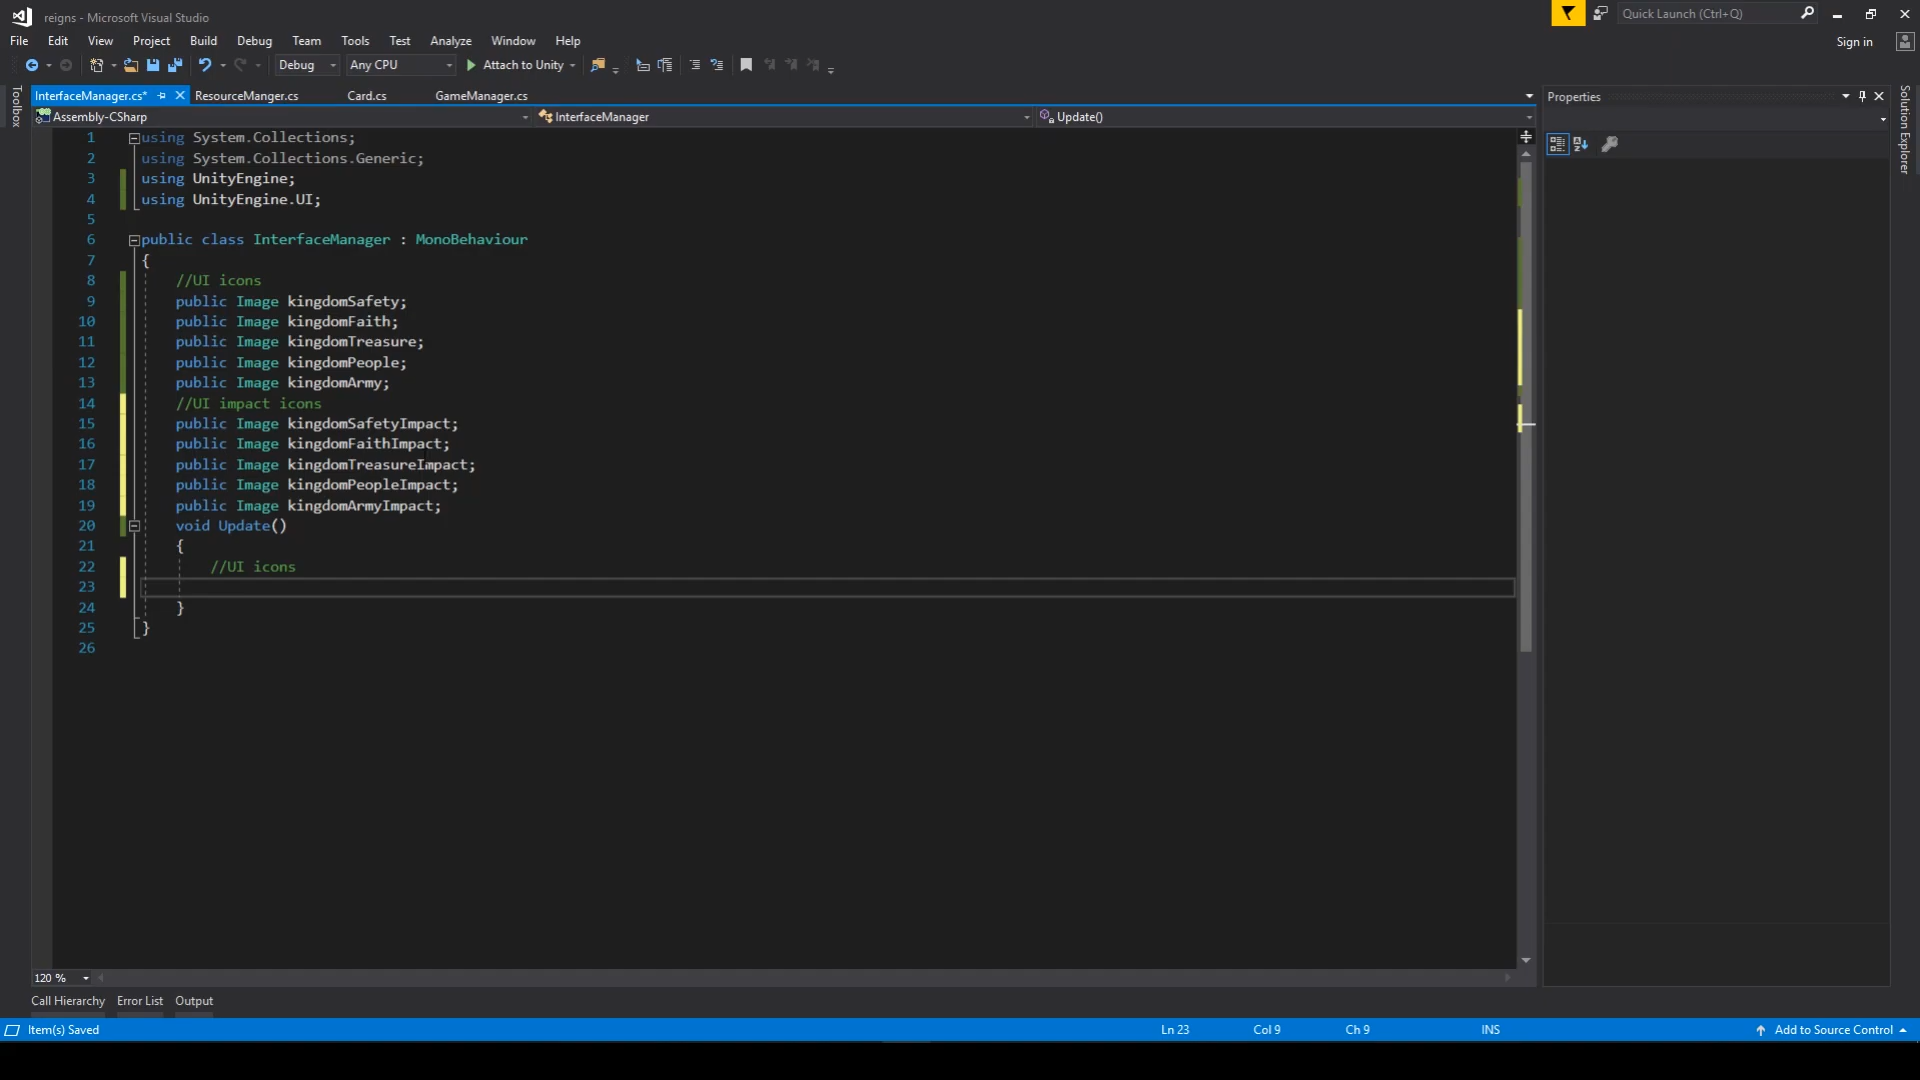 reigns - Microsoft Visual Studio
Quick Launch (Ctrl+Q)
File Edit View Project Build Debug Team Tools Test Analyze Window Help
Sign in
Debug Any CPU Attach to Unity
Toolbox
InterfaceManager.cs* ResourceManger.cs Card.cs GameManager.cs
Properties
Solution Explorer
Assembly-CSharp InterfaceManager Update()
1 using System.Collections;
2 using System.Collections.Generic;
3 using UnityEngine;
4 using UnityEngine.UI;
5
6 public class InterfaceManager : MonoBehaviour
7 {
8 //UI icons
9 public Image kingdomSafety;
10 public Image kingdomFaith;
11 public Image kingdomTreasure;
12 public Image kingdomPeople;
13 public Image kingdomArmy;
14 //UI impact icons
15 public Image kingdomSafetyImpact;
16 public Image kingdomFaithImpact;
17 public Image kingdomTreasureImpact;
18 public Image kingdomPeopleImpact;
19 public Image kingdomArmyImpact;
20 void Update()
21 {
22 //UI icons
23
24 }
25 }
26
120 %
Call Hierarchy Error List Output
Item(s) Saved Ln 23 Col 9 Ch 9 INS Add to Source Control